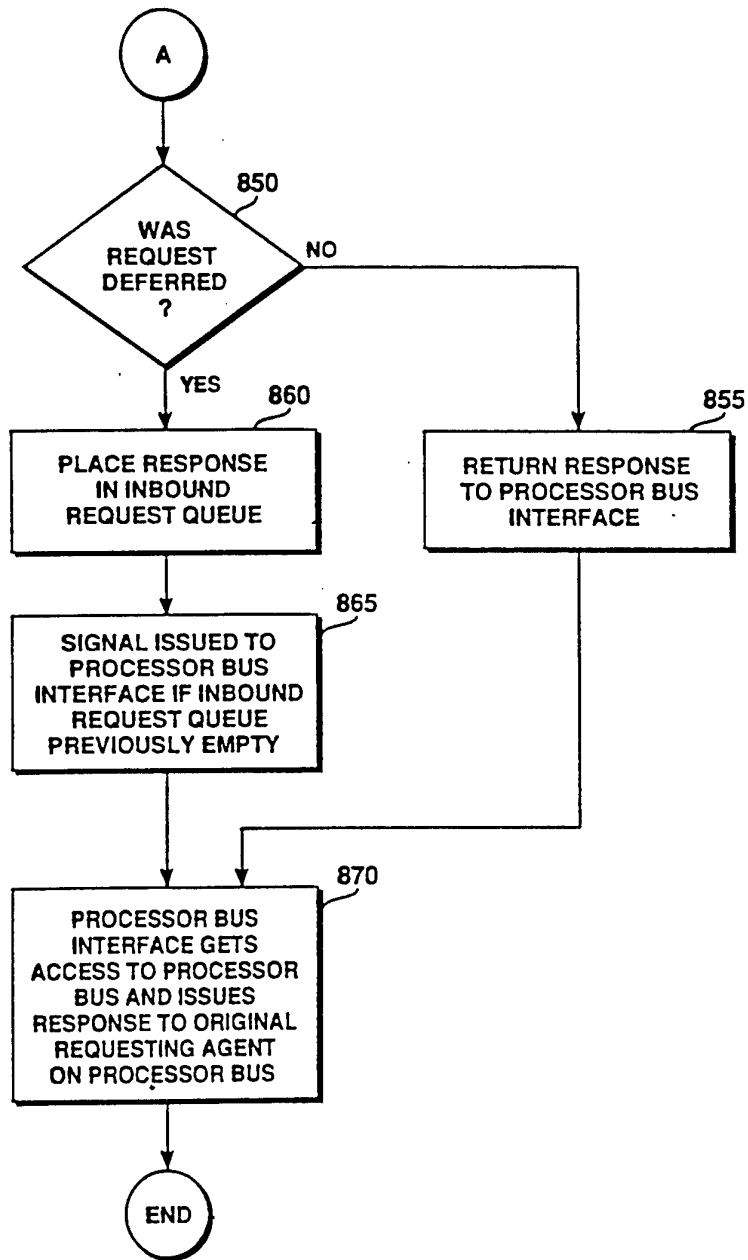 A
850
WAS
REQUEST
DEFERRED
?
NO
YES
860
PLACE RESPONSE
IN INBOUND
REQUEST QUEUE
855
RETURN RESPONSE
TO PROCESSOR BUS
INTERFACE
865
SIGNAL ISSUED TO
PROCESSOR BUS
INTERFACE IF INBOUND
REQUEST QUEUE
PREVIOUSLY EMPTY
870
PROCESSOR BUS
INTERFACE GETS
ACCESS TO PROCESSOR
BUS AND ISSUES
RESPONSE TO ORIGINAL
REQUESTING AGENT
ON PROCESSOR BUS
END